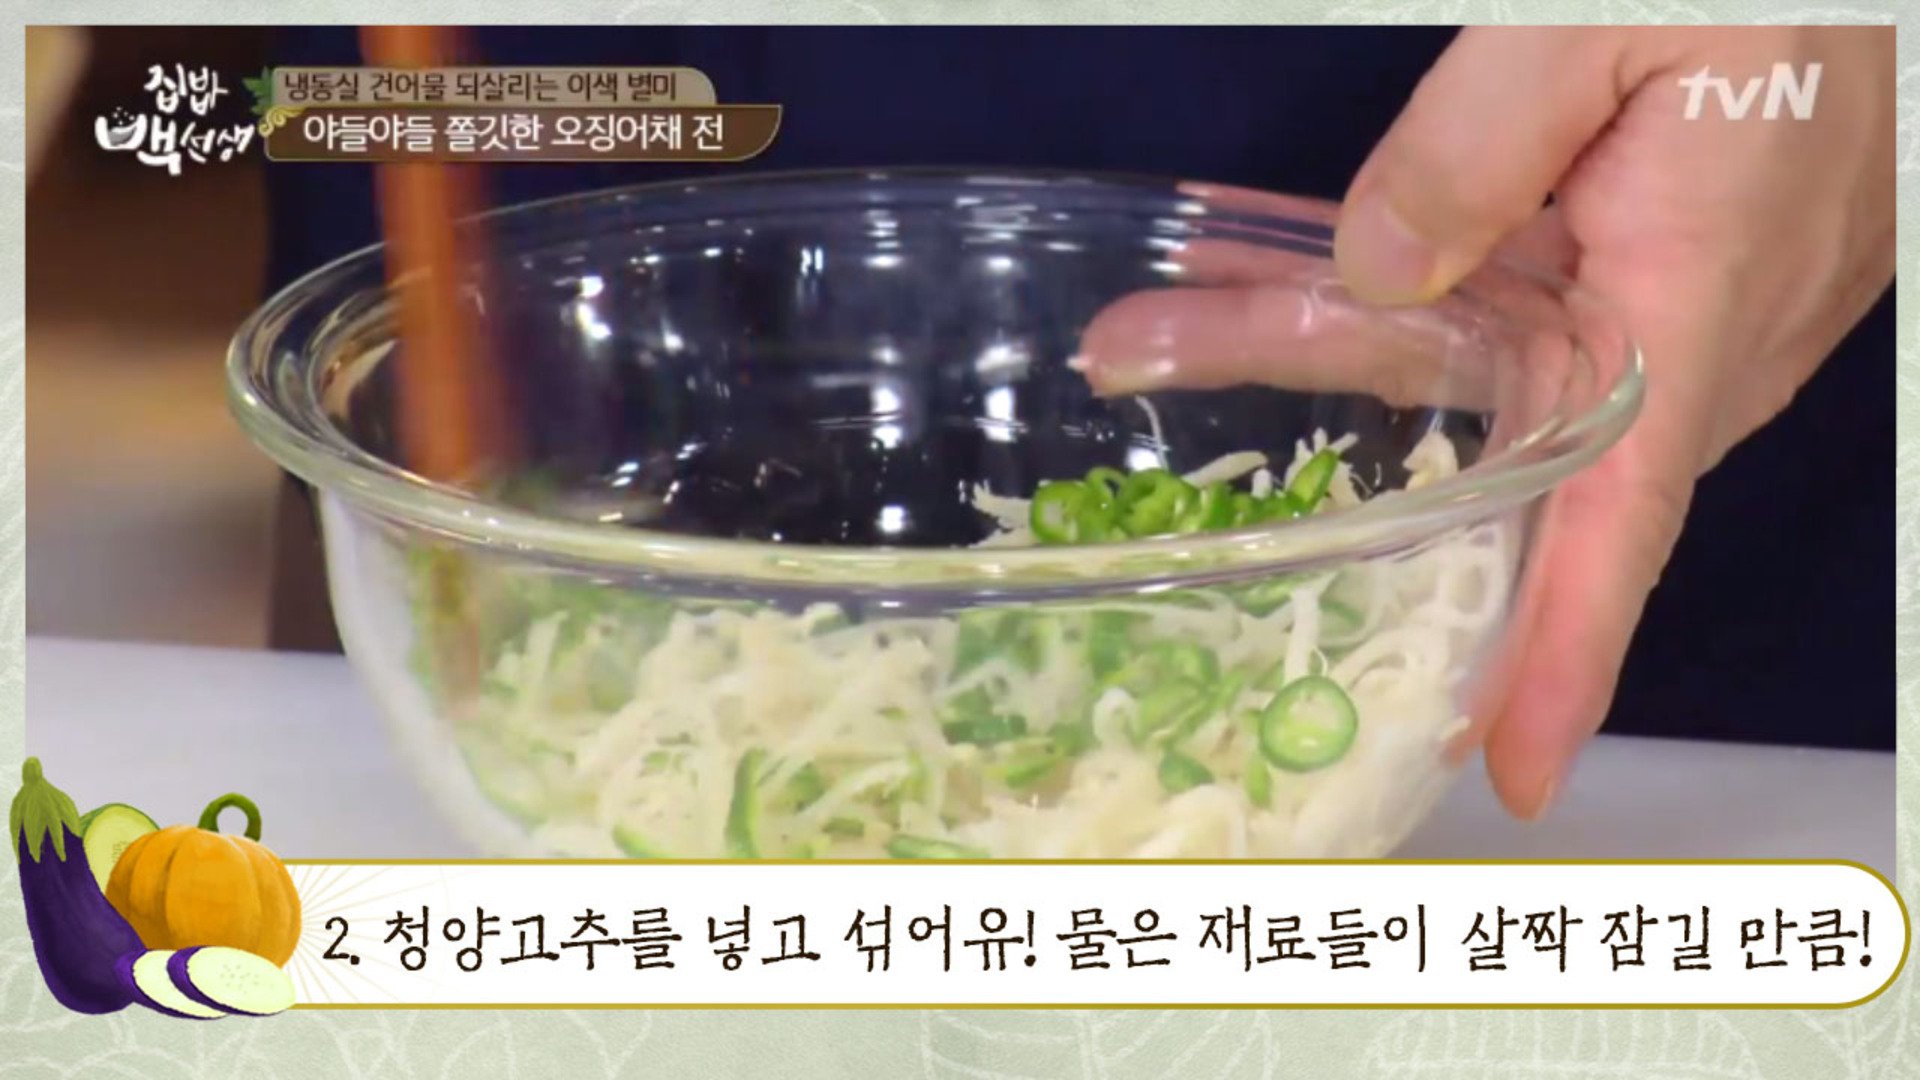 집밥
백선생
냉동실 건어물 되살리는 이색 별미
야들야들 쫄깃한 오징어채 전
tvN
2. 청양고추를 넣고 섞어유! 물은 재료들이 살짝 잠길 만큼!